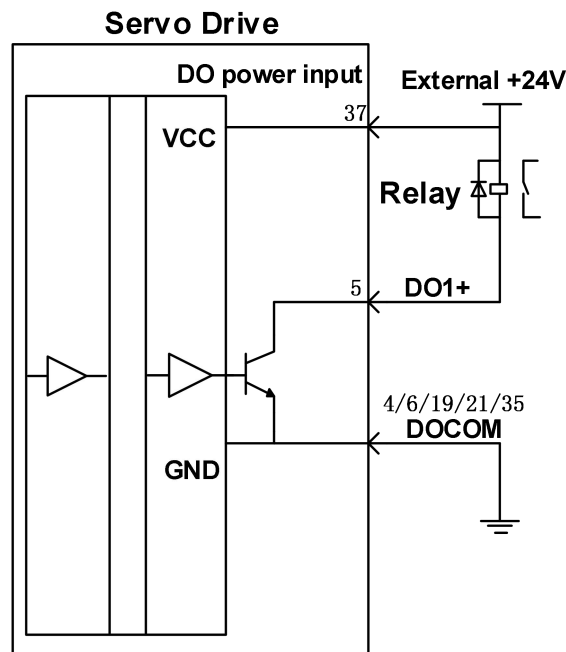 Servo Drive
DO power input
External +24V
37
VCC
Relay
5
DO1+
4/6/19/21/35
DOCOM
GND